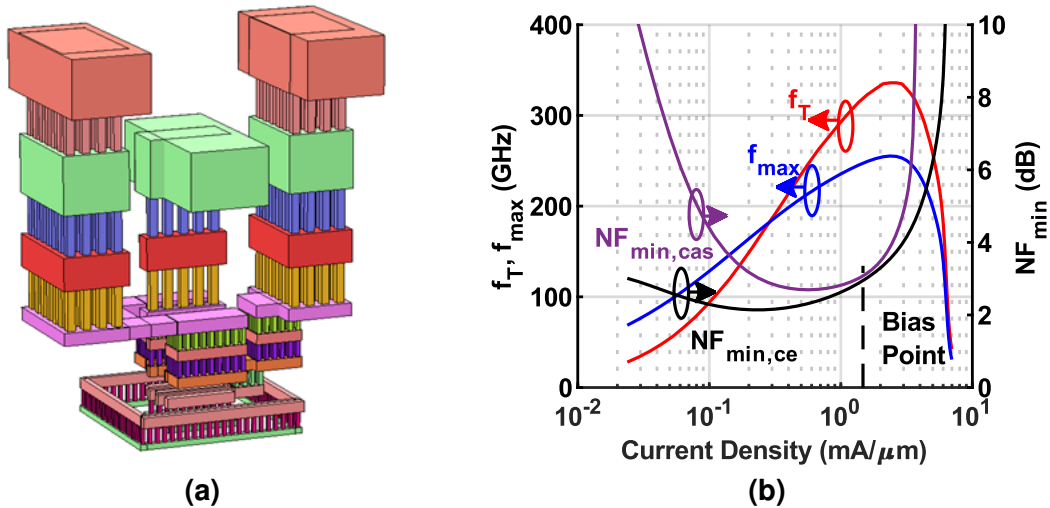 400
300
200
100
0
f_T, f_max (GHz)
f_T
f_max
NF_min,cas
NF_min,ce
Bias
Point
10
8
6
4
2
0
NF_min (dB)
10^-2
10^-1
10^0
10^1
Current Density (mA/μm)
(a)
(b)